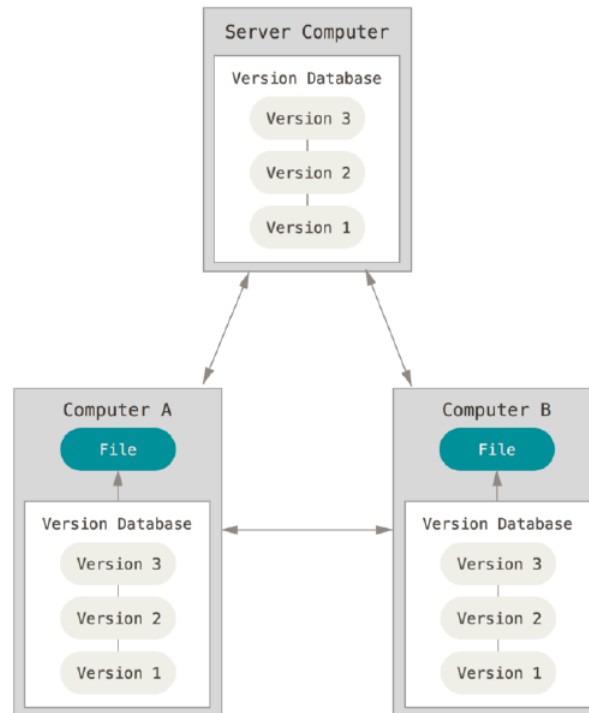 Server Computer
Version Database
Version 3
Version 2
Version 1
Computer A
File
Version Database
Version 3
Version 2
Version 1
Computer B
File
Version Database
Version 3
Version 2
Version 1